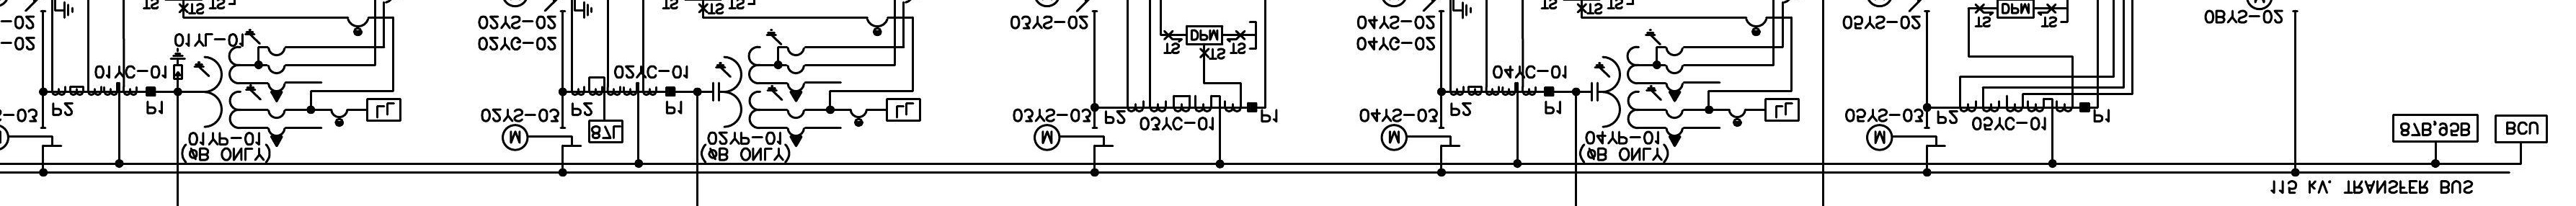 TS TS TS
TS TS TS
DPM
TS TS TS
TS TS TS
DPM
TS TS
-02
-02
02YS-02
02YC-02
03YS-02
04YS-02
04YC-02
05YS-02
0BYS-02
01YL-01
01YC-01
P2 P1
LL
01YP-01
(ØB ONLY)
02YC-01
P2 P1
LL
02YS-03
M
87L
02YP-01
(ØB ONLY)
03YS-03
M
P2 P1
03YC-01
04YC-01
P2 P1
LL
04YS-03
M
04YP-01
(ØB ONLY)
05YS-03
M
P2 P1
05YC-01
87B,95B
BCU
115 kV. TRANSFER BUS